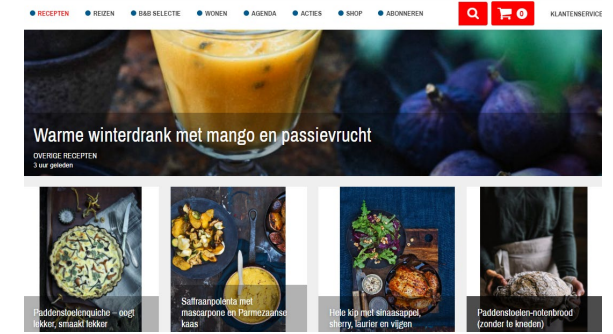 RECEPTEN REIZEN B&B SELECTIE WONEN AGENDA ACTIES SHOP ABONNEREN 0 KLANTENSERVICE
Warme winterdrank met mango en passievrucht
OVERIGE RECEPTEN
3 uur geleden
Paddenstoelenquiche – oogt
lekker, smaakt lekker
Saffraanpolenta met
mascarpone en Parmezaanse
kaas
Hele kip met sinaasappel,
sherry, laurier en vijgen
Paddenstoelen-notenbrood
(zonder te kneden)